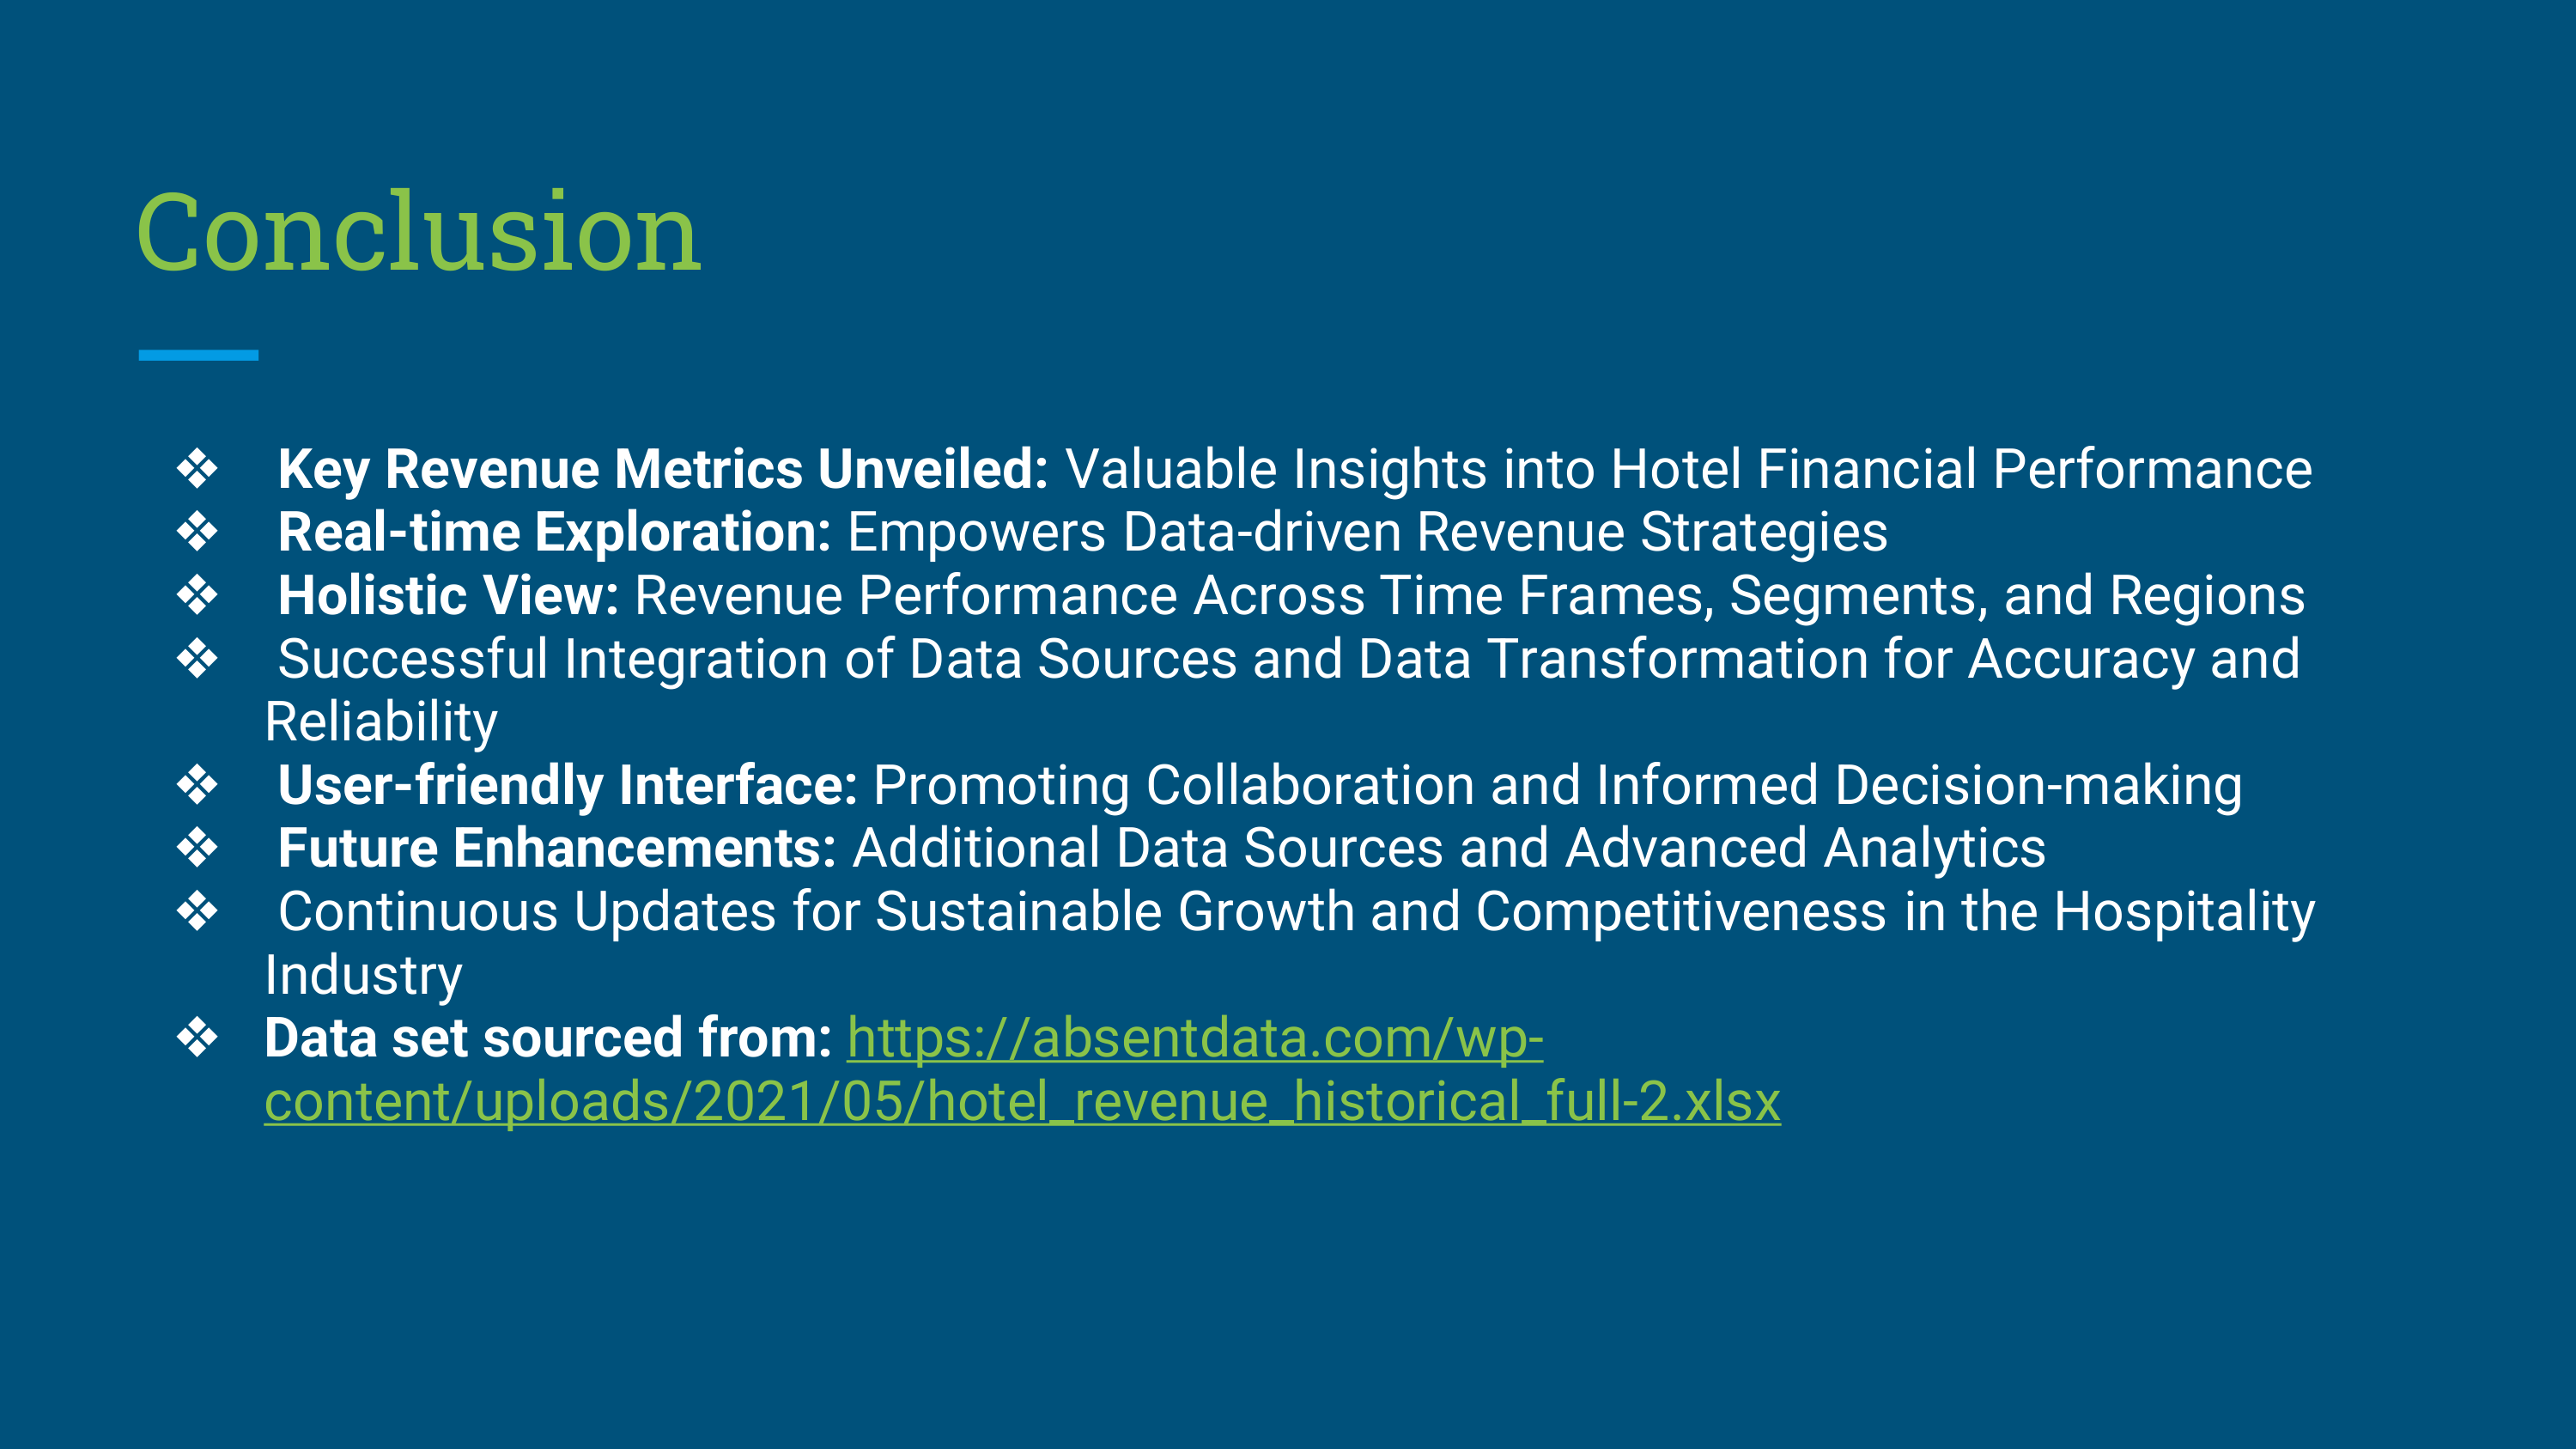 Conclusion
❖ Key Revenue Metrics Unveiled: Valuable Insights into Hotel Financial Performance
❖ Real-time Exploration: Empowers Data-driven Revenue Strategies
❖ Holistic View: Revenue Performance Across Time Frames, Segments, and Regions
❖ Successful Integration of Data Sources and Data Transformation for Accuracy and
Reliability
❖ User-friendly Interface: Promoting Collaboration and Informed Decision-making
❖ Future Enhancements: Additional Data Sources and Advanced Analytics
❖ Continuous Updates for Sustainable Growth and Competitiveness in the Hospitality
Industry
❖ Data set sourced from: https://absentdata.com/wp-
content/uploads/2021/05/hotel_revenue_historical_full-2.xlsx